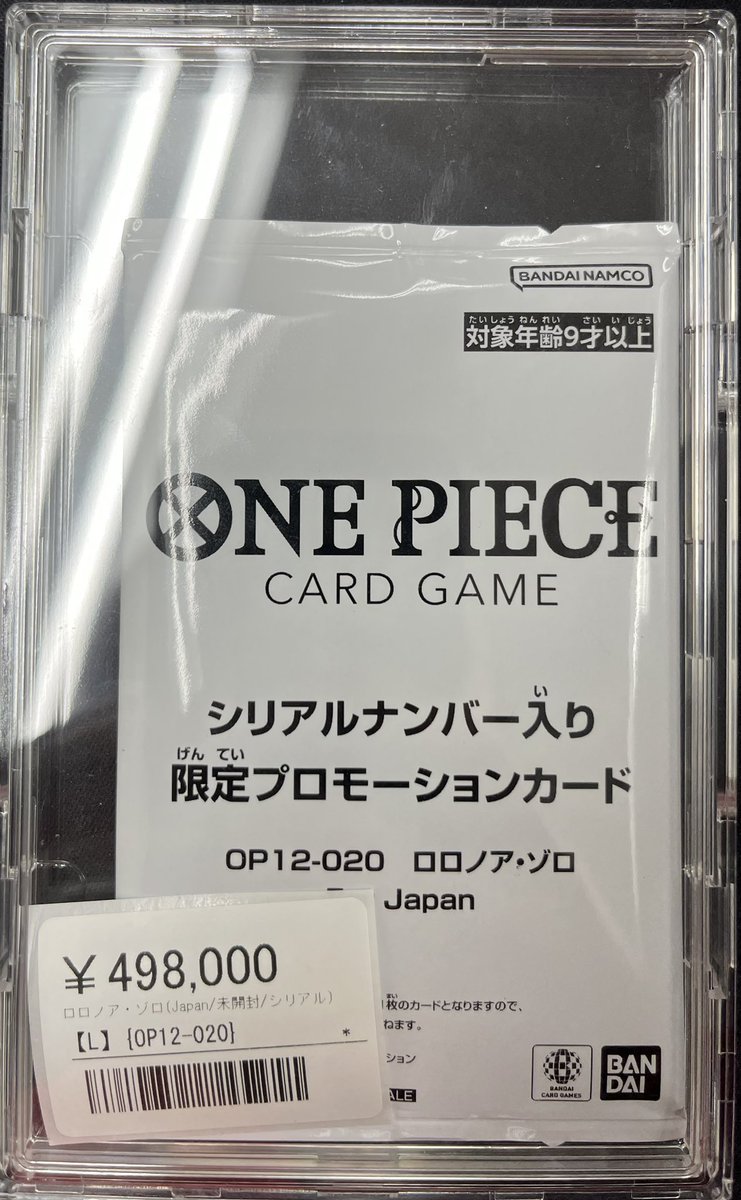 BANDAI NAMCO
たいしょうねんれい さいいじょう
対象年齢9才以上
ONE PIECE
CARD GAME
い
シリアルナンバー入り
げんてい
限定プロモーションカード
OP12-020 ロロノア・ゾロ
Japan
まい
枚のカードとなりますので、
ねます。
ション
ALE
BANDAI
CARD GAMES
BAN
DAI
¥498,000
ロロノア・ゾロ(Japan/未開封/シリアル)
【L】 {OP12-020}
*